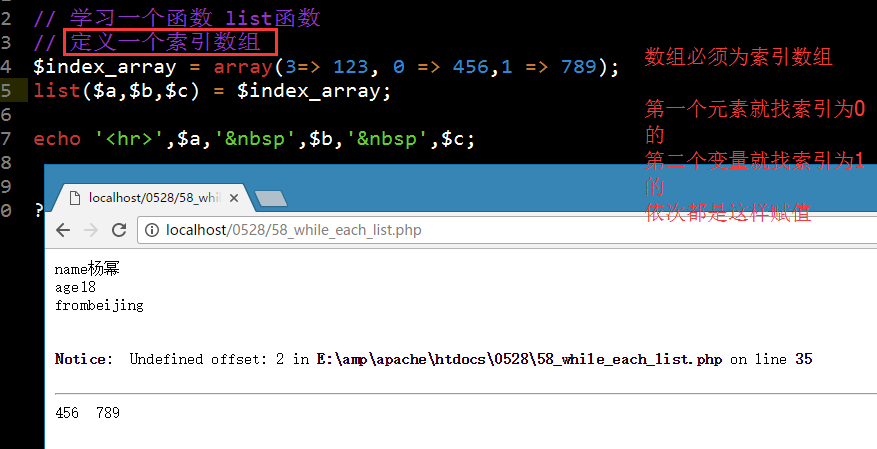 2
// 学习一个函数 list函数
3
// 定义一个索引数组
4
$index_array = array(3=> 123, 0 => 456,1 => 789);
5
list($a,$b,$c) = $index_array;
6
7
echo '<hr>',$a,'&nbsp',$b,'&nbsp',$c;
8
9
0
?
数组必须为索引数组
第一个元素就找索引为0
的
第二个变量就找索引为1
的
依次都是这样赋值
localhost/0528/58_whil
localhost/0528/58_while_each_list.php
name杨幂
age18
frombeijing
Notice: Undefined offset: 2 in E:\amp\apache\htdocs\0528\58_while_each_list.php on line 35
456 789